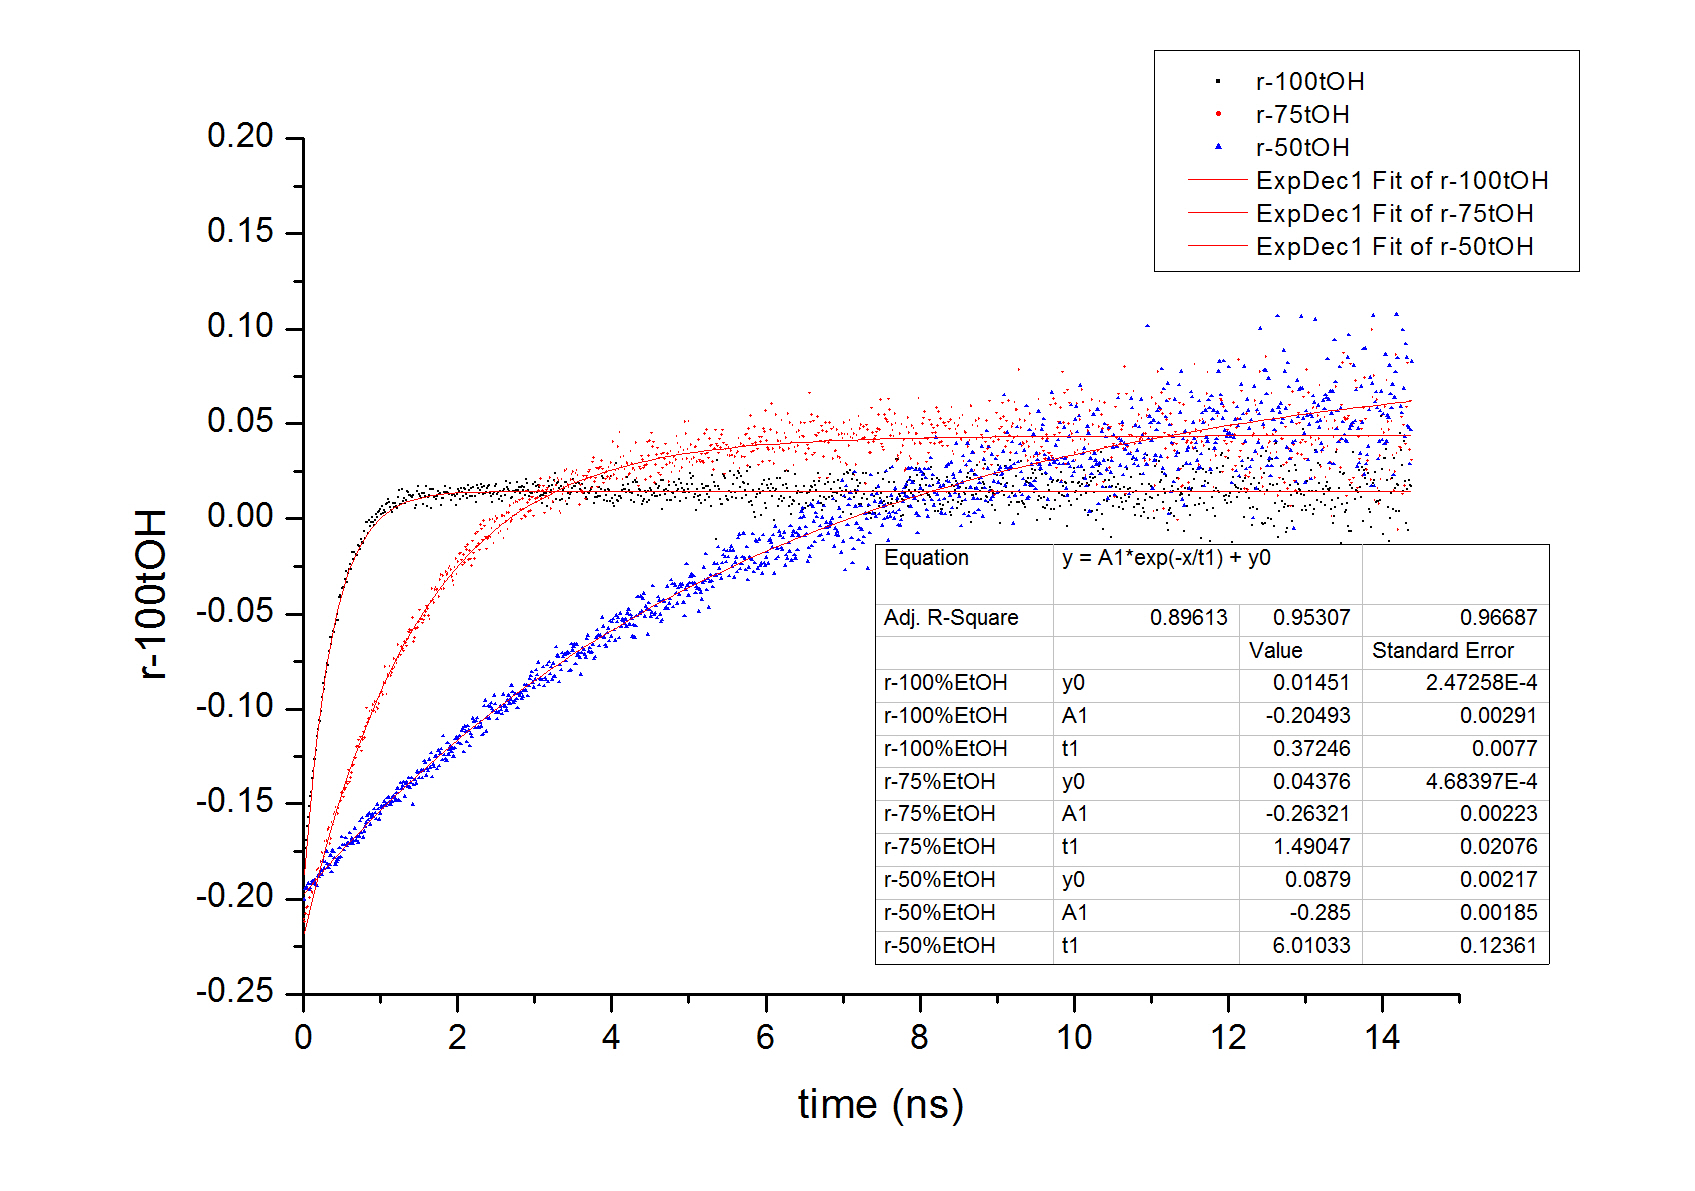 r-100tOH
r-75tOH
r-50tOH
ExpDec1 Fit of r-100tOH
ExpDec1 Fit of r-75tOH
ExpDec1 Fit of r-50tOH
0.20
0.15
0.10
0.05
0.00
-0.05
-0.10
-0.15
-0.20
-0.25
r-100tOH
Equation y = A1*exp(-x/t1) + y0
Adj. R-Square 0.89613 0.95307 0.96687
Value Standard Error
r-100%EtOH y0 0.01451 2.47258E-4
r-100%EtOH A1 -0.20493 0.00291
r-100%EtOH t1 0.37246 0.0077
r-75%EtOH y0 0.04376 4.68397E-4
r-75%EtOH A1 -0.26321 0.00223
r-75%EtOH t1 1.49047 0.02076
r-50%EtOH y0 0.0879 0.00217
r-50%EtOH A1 -0.285 0.00185
r-50%EtOH t1 6.01033 0.12361
0 2 4 6 8 10 12 14
time (ns)